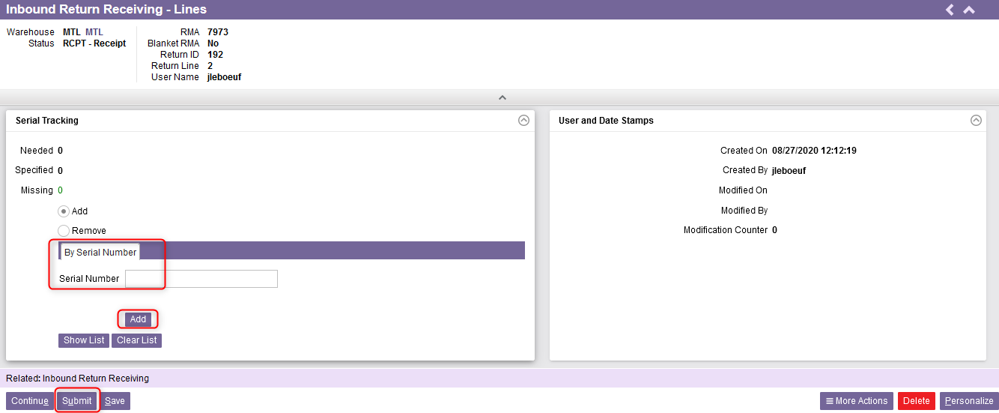 Inbound Return Receiving - Lines
Warehouse MTL MTL
Status RCPT - Receipt
RMA 7973
Blanket RMA No
Return ID 192
Return Line 2
User Name jleboeuf
Serial Tracking
Needed 0
Specified 0
Missing 0
Add
Remove
By Serial Number
Serial Number
Add
Show List Clear List
User and Date Stamps
Created On 08/27/2020 12:12:19
Created By jleboeuf
Modified On
Modified By
Modification Counter 0
Related: Inbound Return Receiving
Continue Submit Save More Actions Delete Personalize